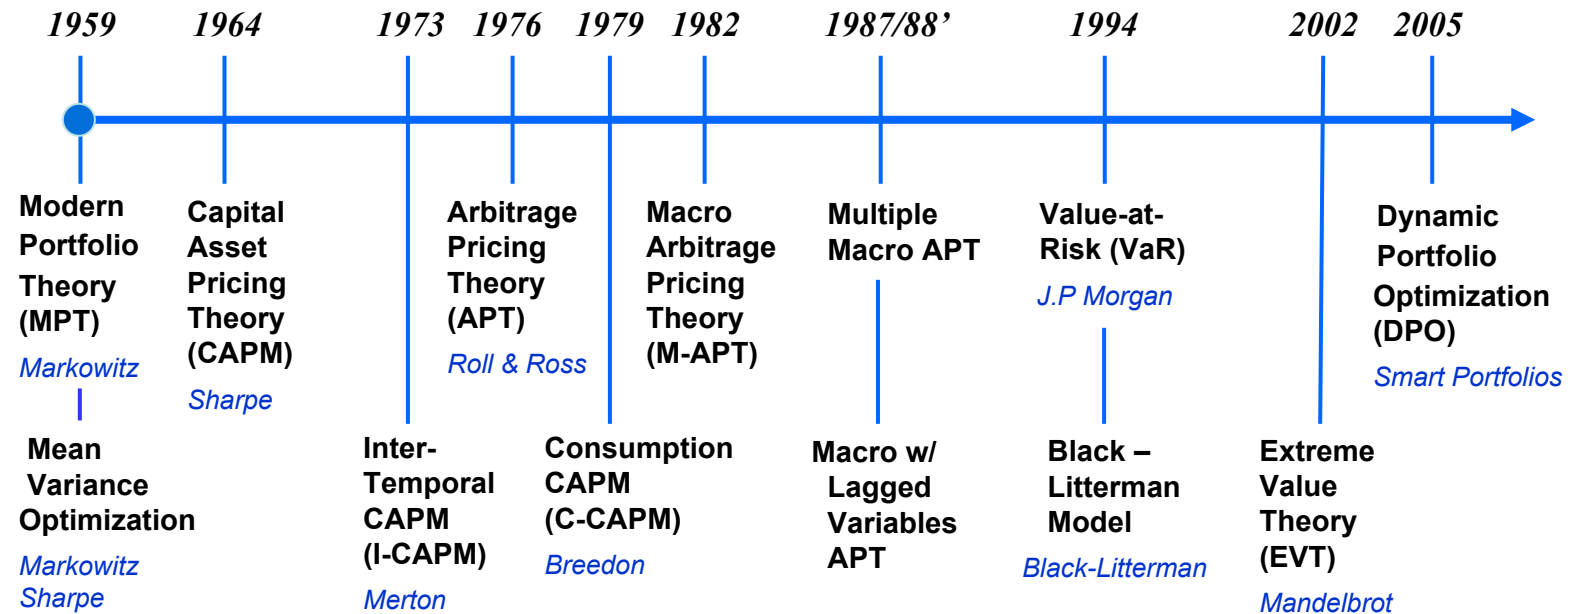 1959 1964 1973 1976 1979 1982 1987/88’ 1994 2002 2005
Modern
Portfolio
Theory
(MPT)
Markowitz
Mean
Variance
Optimization
Markowitz
Sharpe
Capital
Asset
Pricing
Theory
(CAPM)
Sharpe
Inter-
Temporal
CAPM
(I-CAPM)
Merton
Arbitrage
Pricing
Theory
(APT)
Roll & Ross
Consumption
CAPM
(C-CAPM)
Breedon
Macro
Arbitrage
Pricing
Theory
(M-APT)
Multiple
Macro APT
Macro w/
Lagged
Variables
APT
Value-at-
Risk (VaR)
J.P Morgan
Black –
Litterman
Model
Black-Litterman
Extreme
Value
Theory
(EVT)
Mandelbrot
Dynamic
Portfolio
Optimization
(DPO)
Smart Portfolios